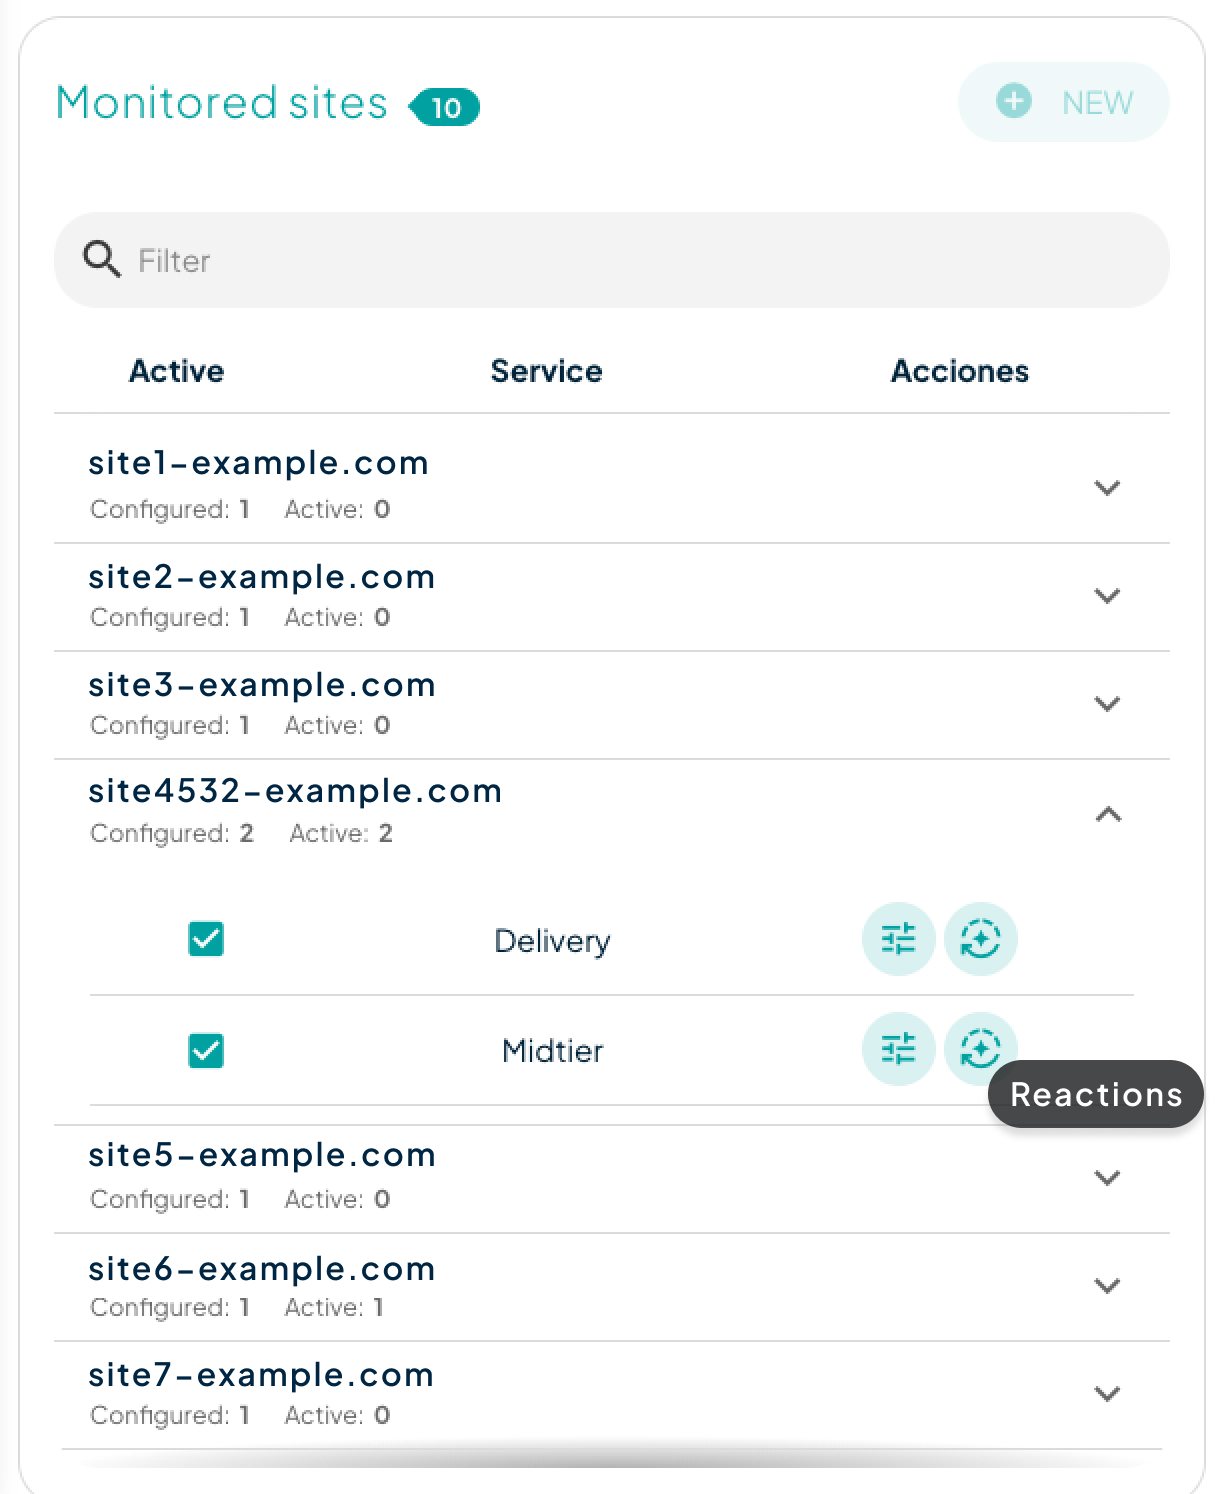 Monitored sites 10
NEW
Filter
Active Service Acciones
site1-example.com
Configured: 1 Active: 0
site2-example.com
Configured: 1 Active: 0
site3-example.com
Configured: 1 Active: 0
site4532-example.com
Configured: 2 Active: 2
Delivery
Midtier
Reactions
site5-example.com
Configured: 1 Active: 0
site6-example.com
Configured: 1 Active: 1
site7-example.com
Configured: 1 Active: 0